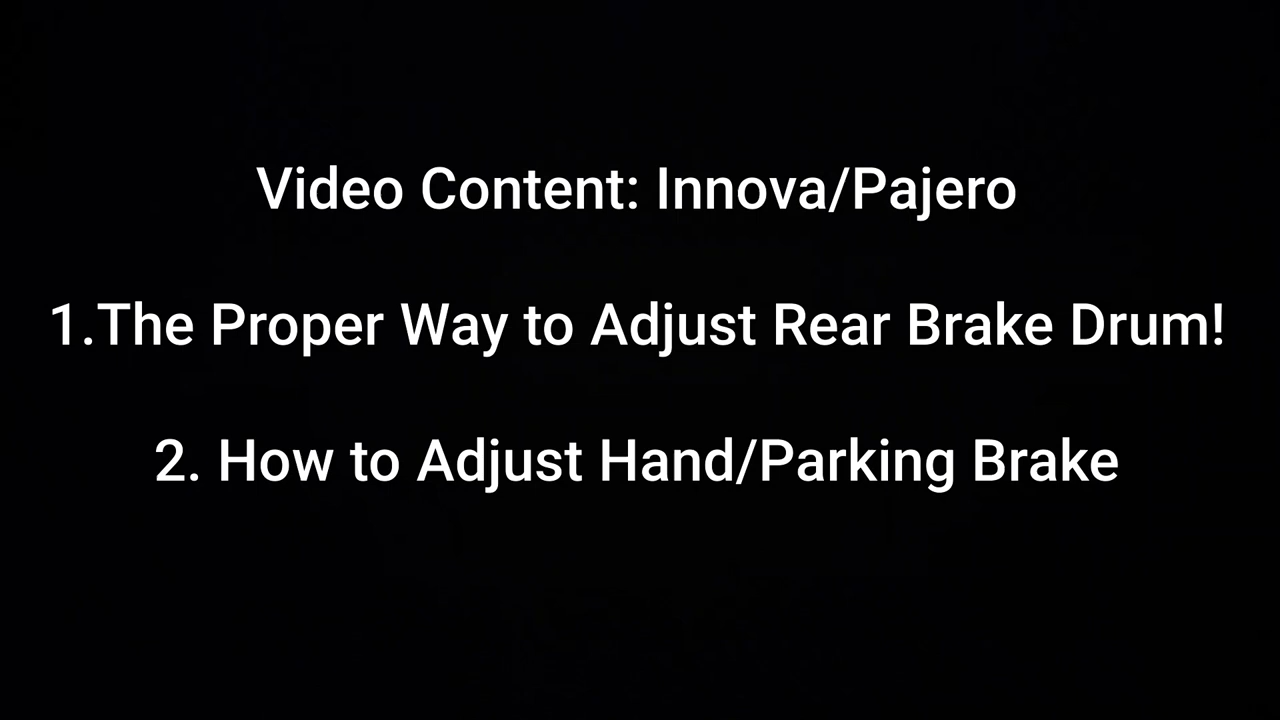 Video Content: Innova/Pajero
1.The Proper Way to Adjust Rear Brake Drum!
2. How to Adjust Hand/Parking Brake